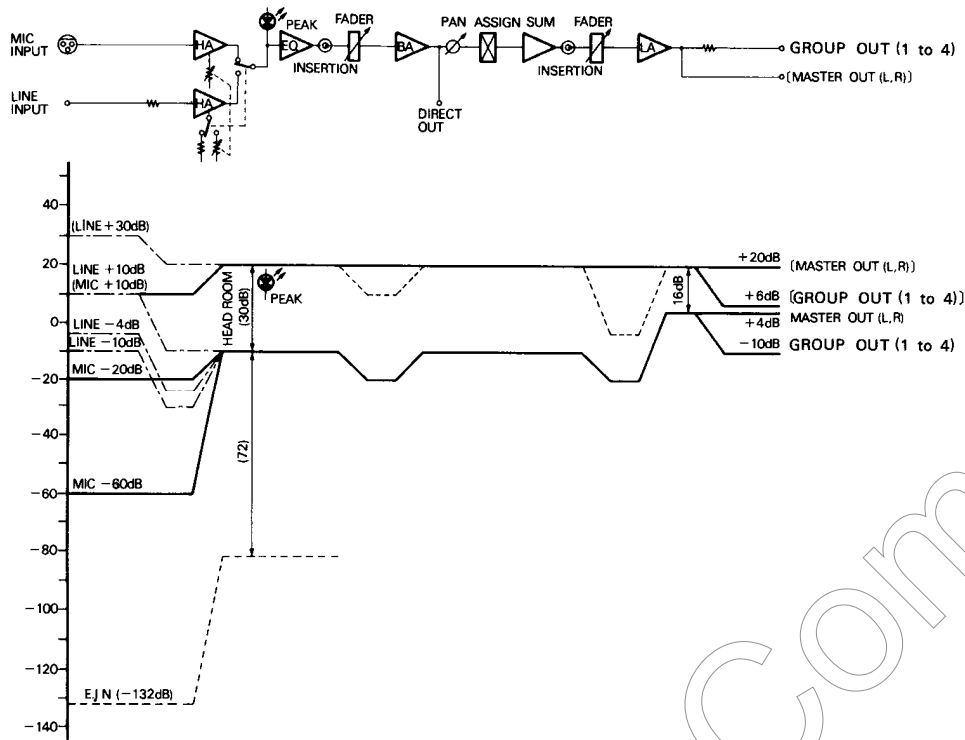 MIC INPUT
LINE INPUT
HA
HA
PEAK
EQ
INSERTION
FADER
BA
DIRECT OUT
PAN
ASSIGN
SUM
INSERTION
FADER
LA
GROUP OUT (1 to 4)
(MASTER OUT (L,R)
40
20
0
−20
−40
−60
−80
−100
−120
−140
(LINE +30dB)
LINE +10dB
(MIC +10dB)
LINE −4dB
LINE −10dB
MIC −20dB
MIC −60dB
E.I N (−132dB)
HEAD ROOM (30dB)
(72)
PEAK
16dB
+20dB
(MASTER OUT (L,R))
+6dB
(GROUP OUT (1 to 4))
+4dB
MASTER OUT (L,R)
−10dB
GROUP OUT (1 to 4)
Com